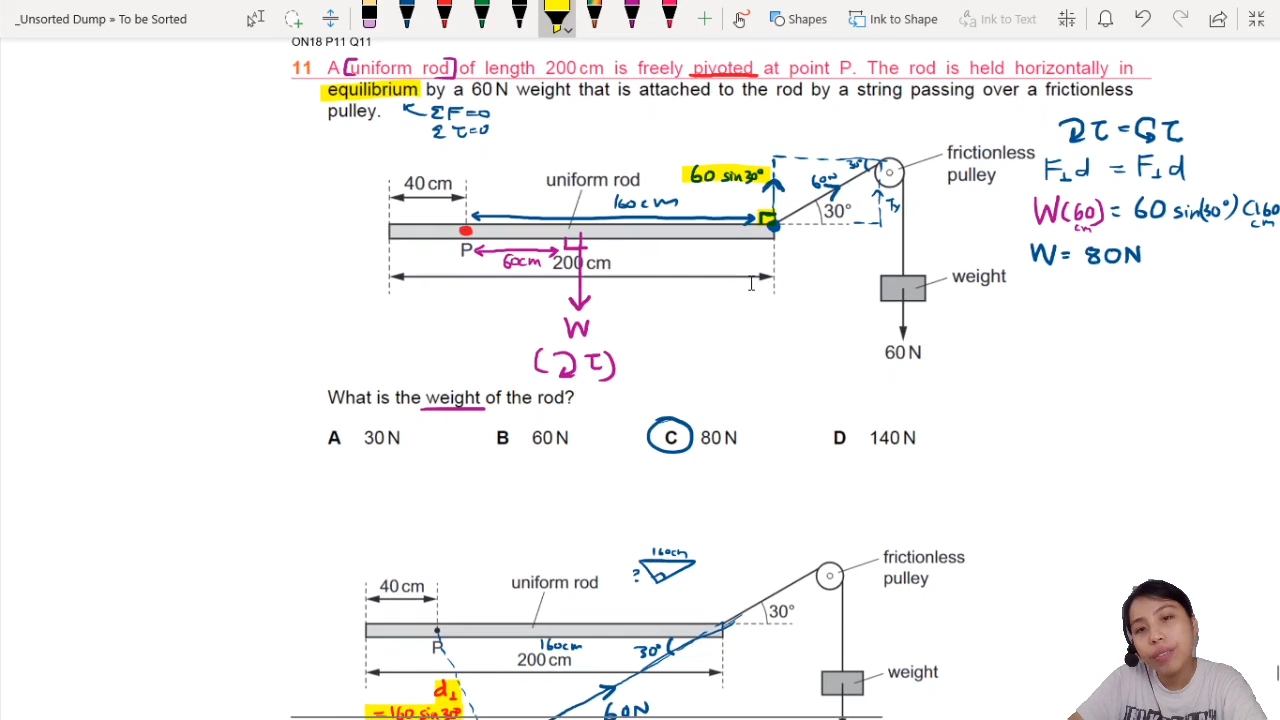 _Unsorted Dump » To be Sorted
Shapes
Ink to Shape
Ink to Text
ON18 P11 Q11
11 A [uniform rod] of length 200 cm is freely pivoted at point P. The rod is held horizontally in
equilibrium by a 60 N weight that is attached to the rod by a string passing over a frictionless
pulley.
ΣF=0
Στ=0
↻τ = ↺τ
F⊥d = F⊥d
W(60) = 60 sin(30°) (160
cm
cm
W = 80N
frictionless
pulley
60 sin30°
30°
60N
Ty
40 cm
uniform rod
160cm
30°
P
60cm
200 cm
weight
W
(↻τ)
60 N
What is the weight of the rod?
A 30 N B 60 N C 80 N D 140 N
160cm
?
frictionless
pulley
40 cm
uniform rod
30°
P
160cm
30°
200 cm
weight
d⊥
= 160 sin30°
60N